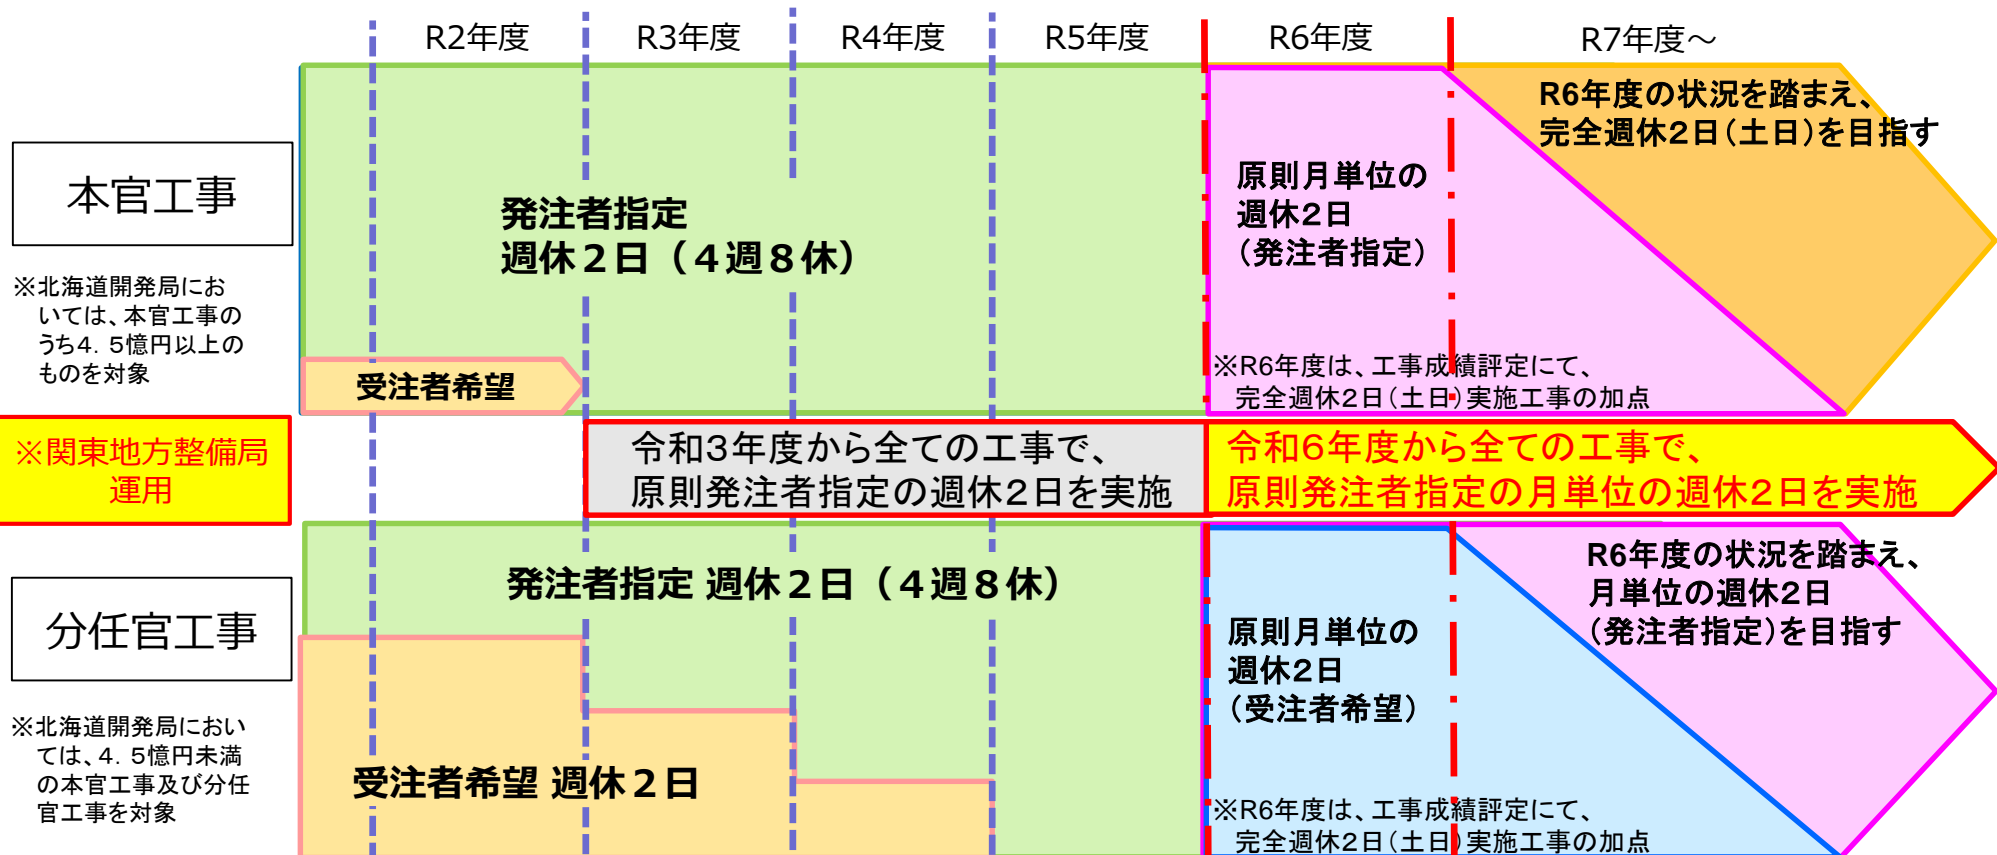 R2年度
R3年度
R4年度
R5年度
R6年度
R7年度～
本官工事
※北海道開発局にお
いては、本官工事の
うち4．5憶円以上の
ものを対象
発注者指定
週休２日（４週８休）
受注者希望
原則月単位の
週休2日
（発注者指定）
R6年度の状況を踏まえ、
完全週休2日（土日）を目指す
※R6年度は、工事成績評定にて、
完全週休2日（土日）実施工事の加点
※関東地方整備局
運用
令和3年度から全ての工事で、
原則発注者指定の週休2日を実施
令和6年度から全ての工事で、
原則発注者指定の月単位の週休2日を実施
分任官工事
※北海道開発局におい
ては、4．5憶円未満
の本官工事及び分任
官工事を対象
発注者指定 週休２日（４週８休）
受注者希望 週休２日
原則月単位の
週休2日
（受注者希望）
R6年度の状況を踏まえ、
月単位の週休2日
（発注者指定）を目指す
※R6年度は、工事成績評定にて、
完全週休2日（土日）実施工事の加点